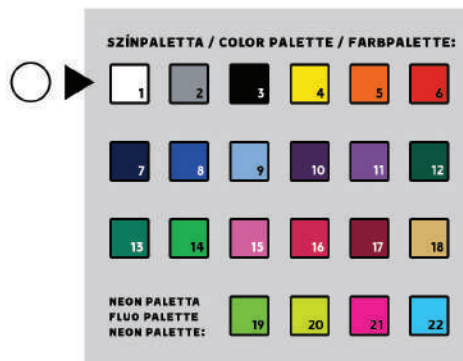 SZÍNPALETTA / COLOR PALETTE / FARBPALETTE:
1 2 3 4 5 6
7 8 9 10 11 12
13 14 15 16 17 18
NEON PALETTA
FLUO PALETTE
NEON PALETTE:
19 20 21 22